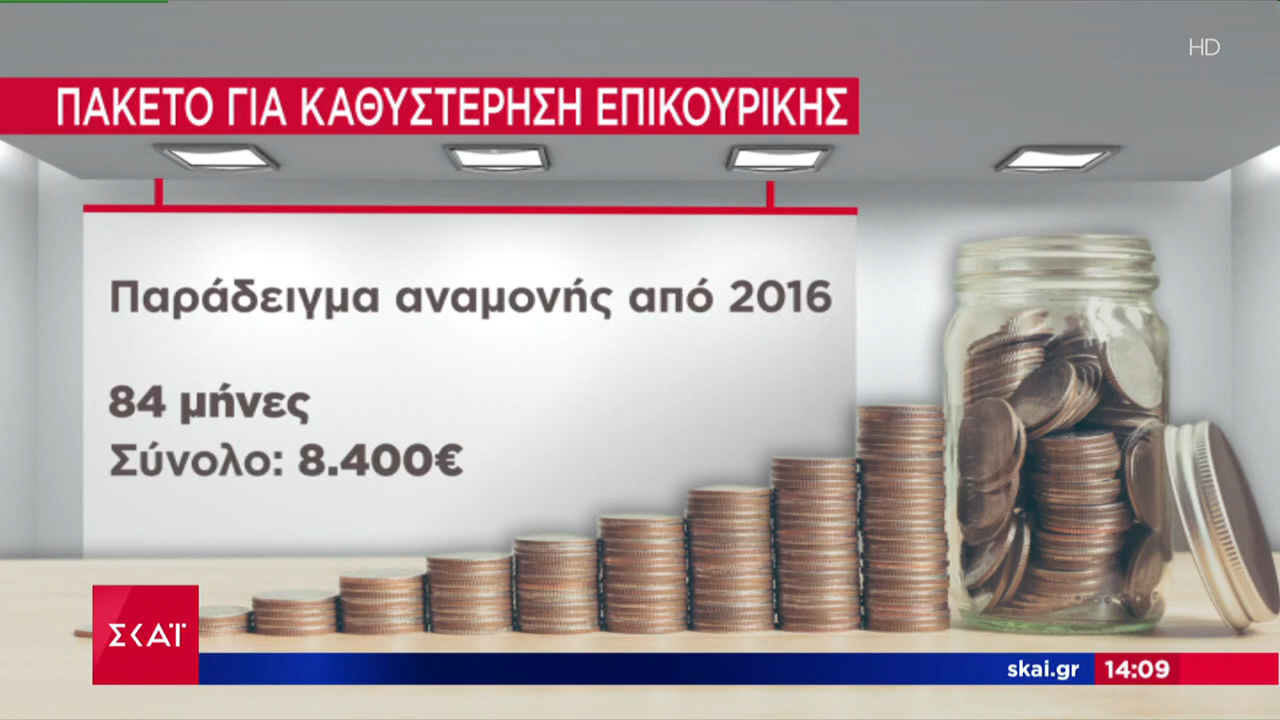 HD
ΠΑΚΕΤΟ ΓΙΑ ΚΑΘΥΣΤΕΡΗΣΗ ΕΠΙΚΟΥΡΙΚΗΣ
Παράδειγμα αναμονής από 2016
84 μήνες
Σύνολο: 8.400€
ΣΚΑΪ
skai.gr 14:09